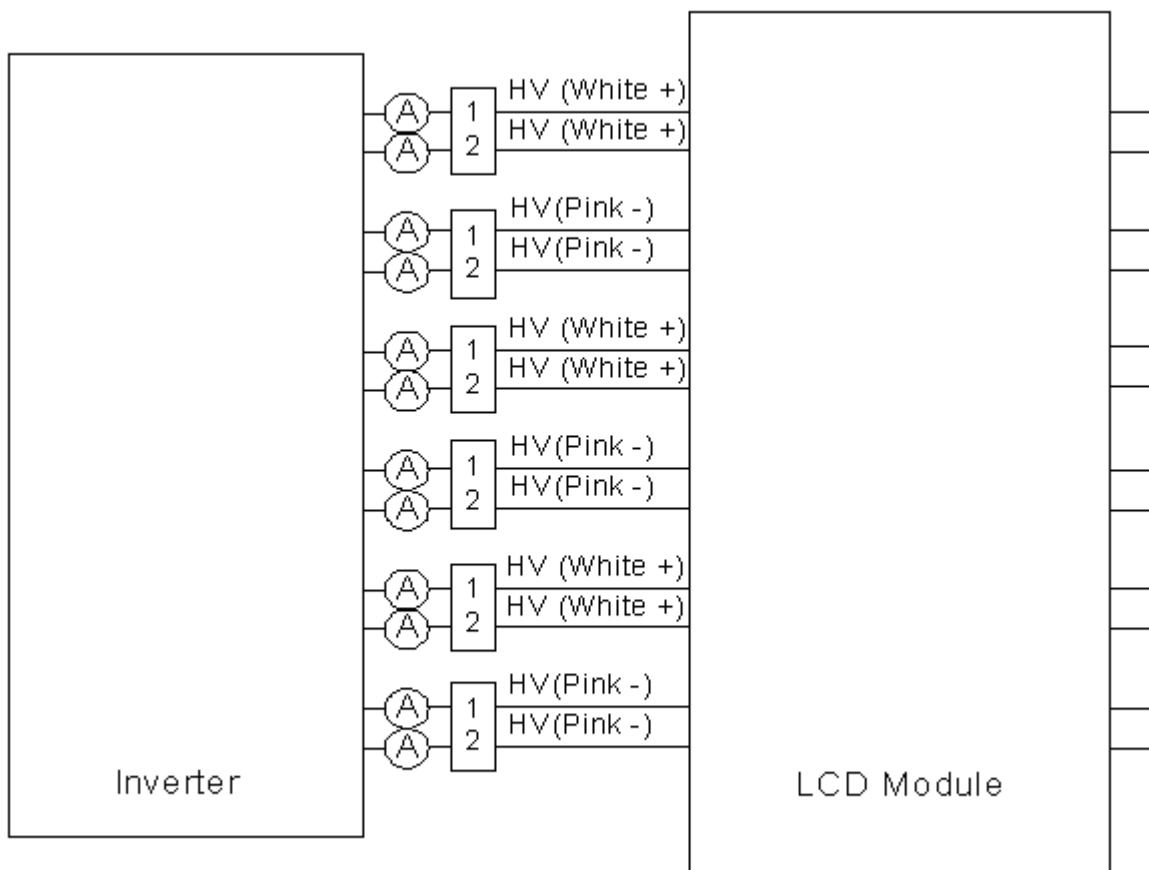 HV (White +)
A 1
HV (White +)
A 2
HV(Pink -)
A 1
HV(Pink -)
A 2
HV (White +)
A 1
HV (White +)
A 2
HV(Pink -)
A 1
HV(Pink -)
A 2
HV (White +)
A 1
HV (White +)
A 2
HV(Pink -)
A 1
HV(Pink -)
A 2
Inverter
LCD Module